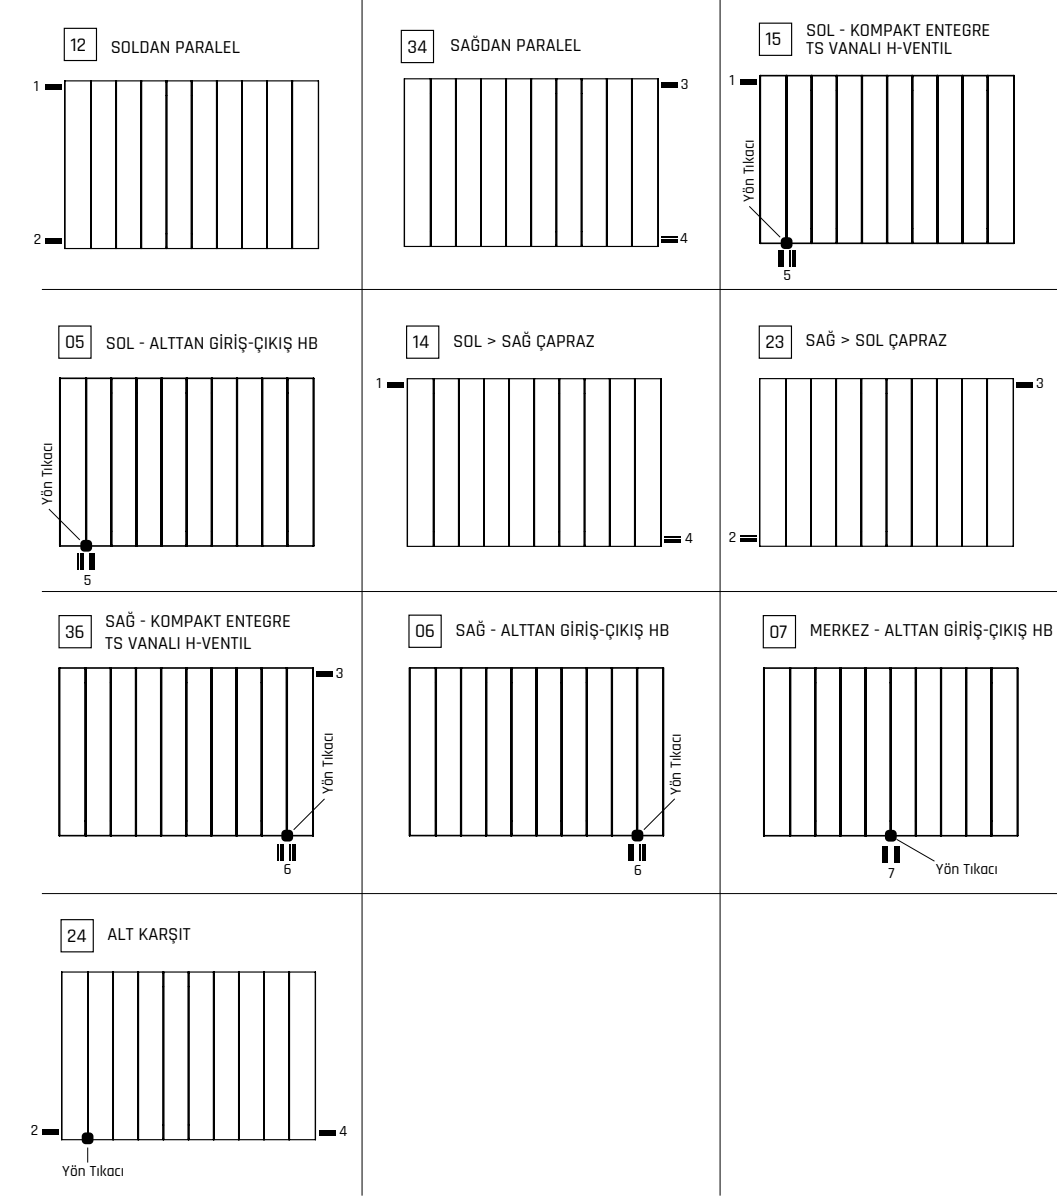 12 SOLDAN PARALEL
1
2
34 SAĞDAN PARALEL
3
4
15 SOL - KOMPAKT ENTEGRE
TS VANALI H-VENTIL
1
Yön Tıkacı
5
05 SOL - ALTTAN GİRİŞ-ÇIKIŞ HB
Yön Tıkacı
5
14 SOL > SAĞ ÇAPRAZ
1
4
23 SAĞ > SOL ÇAPRAZ
3
2
36 SAĞ - KOMPAKT ENTEGRE
TS VANALI H-VENTIL
3
Yön Tıkacı
6
06 SAĞ - ALTTAN GİRİŞ-ÇIKIŞ HB
Yön Tıkacı
6
07 MERKEZ - ALTTAN GİRİŞ-ÇIKIŞ HB
7
Yön Tıkacı
24 ALT KARŞIT
2
4
Yön Tıkacı